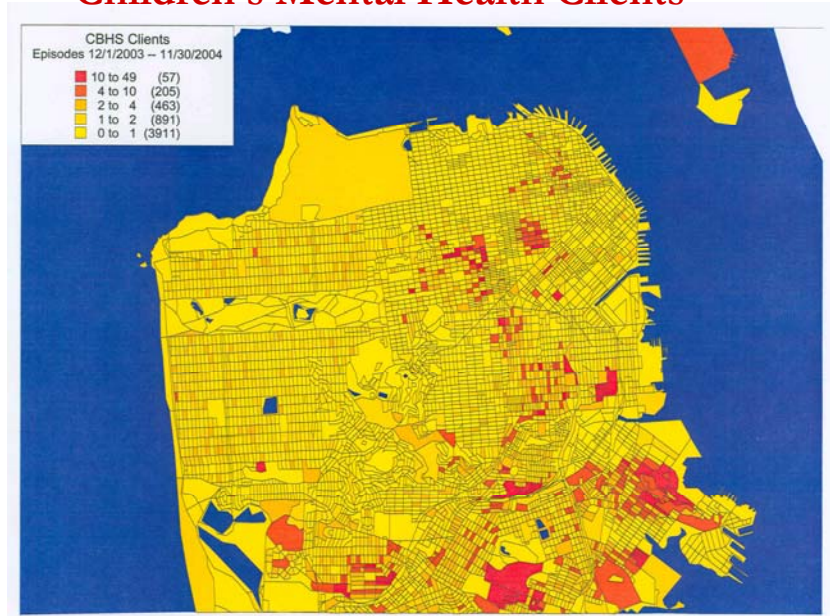 Children's Mental Health Clients
CBHS Clients
Episodes 12/1/2003 -- 11/30/2004
10 to 49 (57)
4 to 10 (205)
2 to 4 (463)
1 to 2 (891)
0 to 1 (3911)